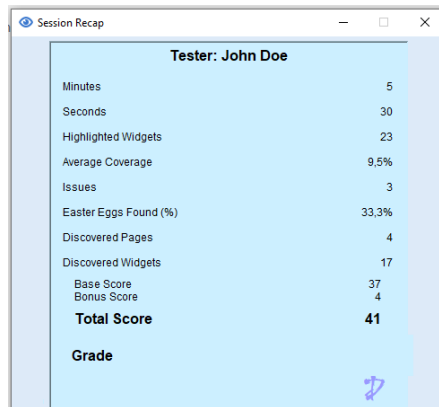 Session Recap
Tester: John Doe
Minutes 5
Seconds 30
Highlighted Widgets 23
Average Coverage 9,5%
Issues 3
Easter Eggs Found (%) 33,3%
Discovered Pages 4
Discovered Widgets 17
Base Score 37
Bonus Score 4
Total Score 41
Grade